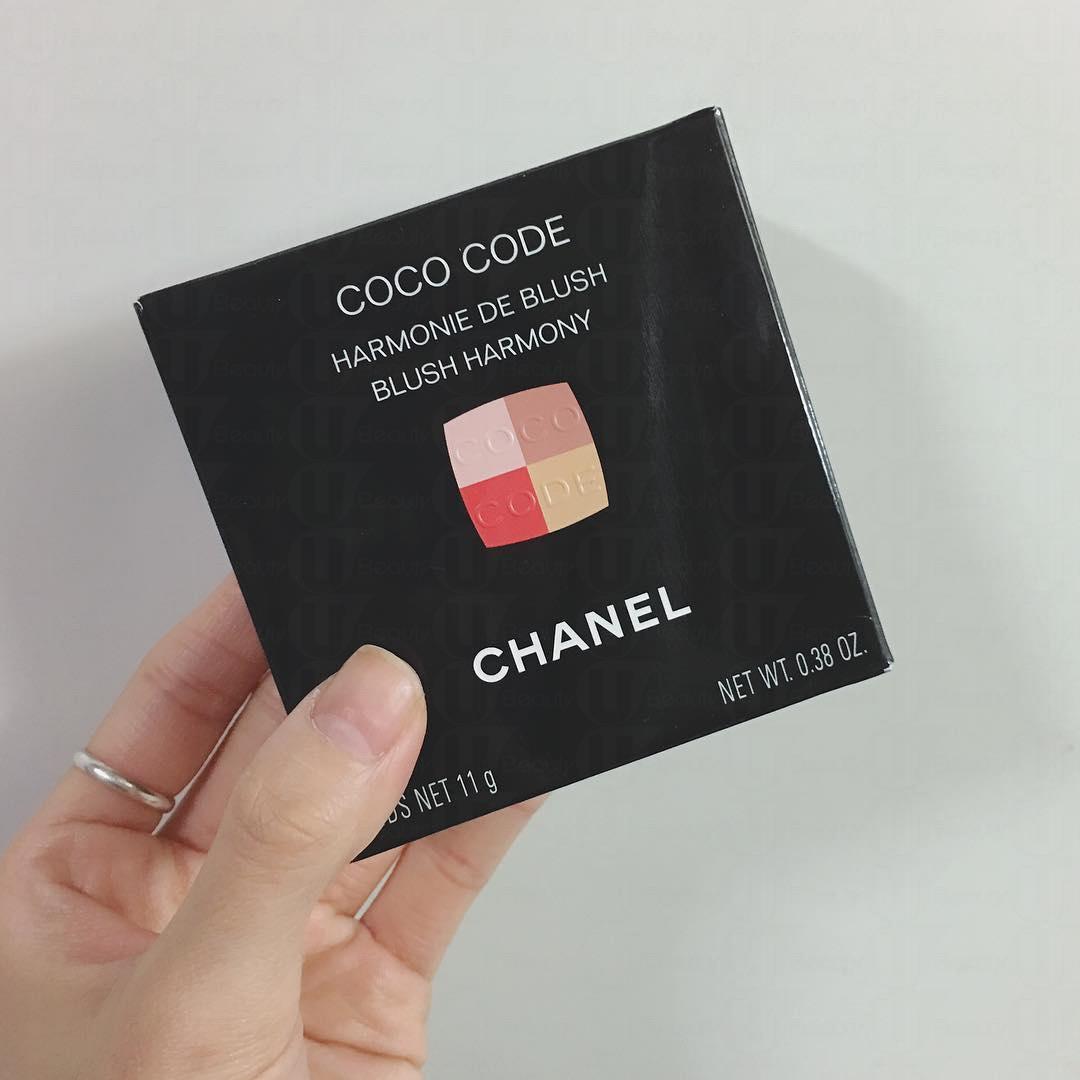 COCO CODE
HARMONIE DE BLUSH
BLUSH HARMONY
COCO
CODE
CHANEL
NET WT. 0.38 OZ.
NET 11 g